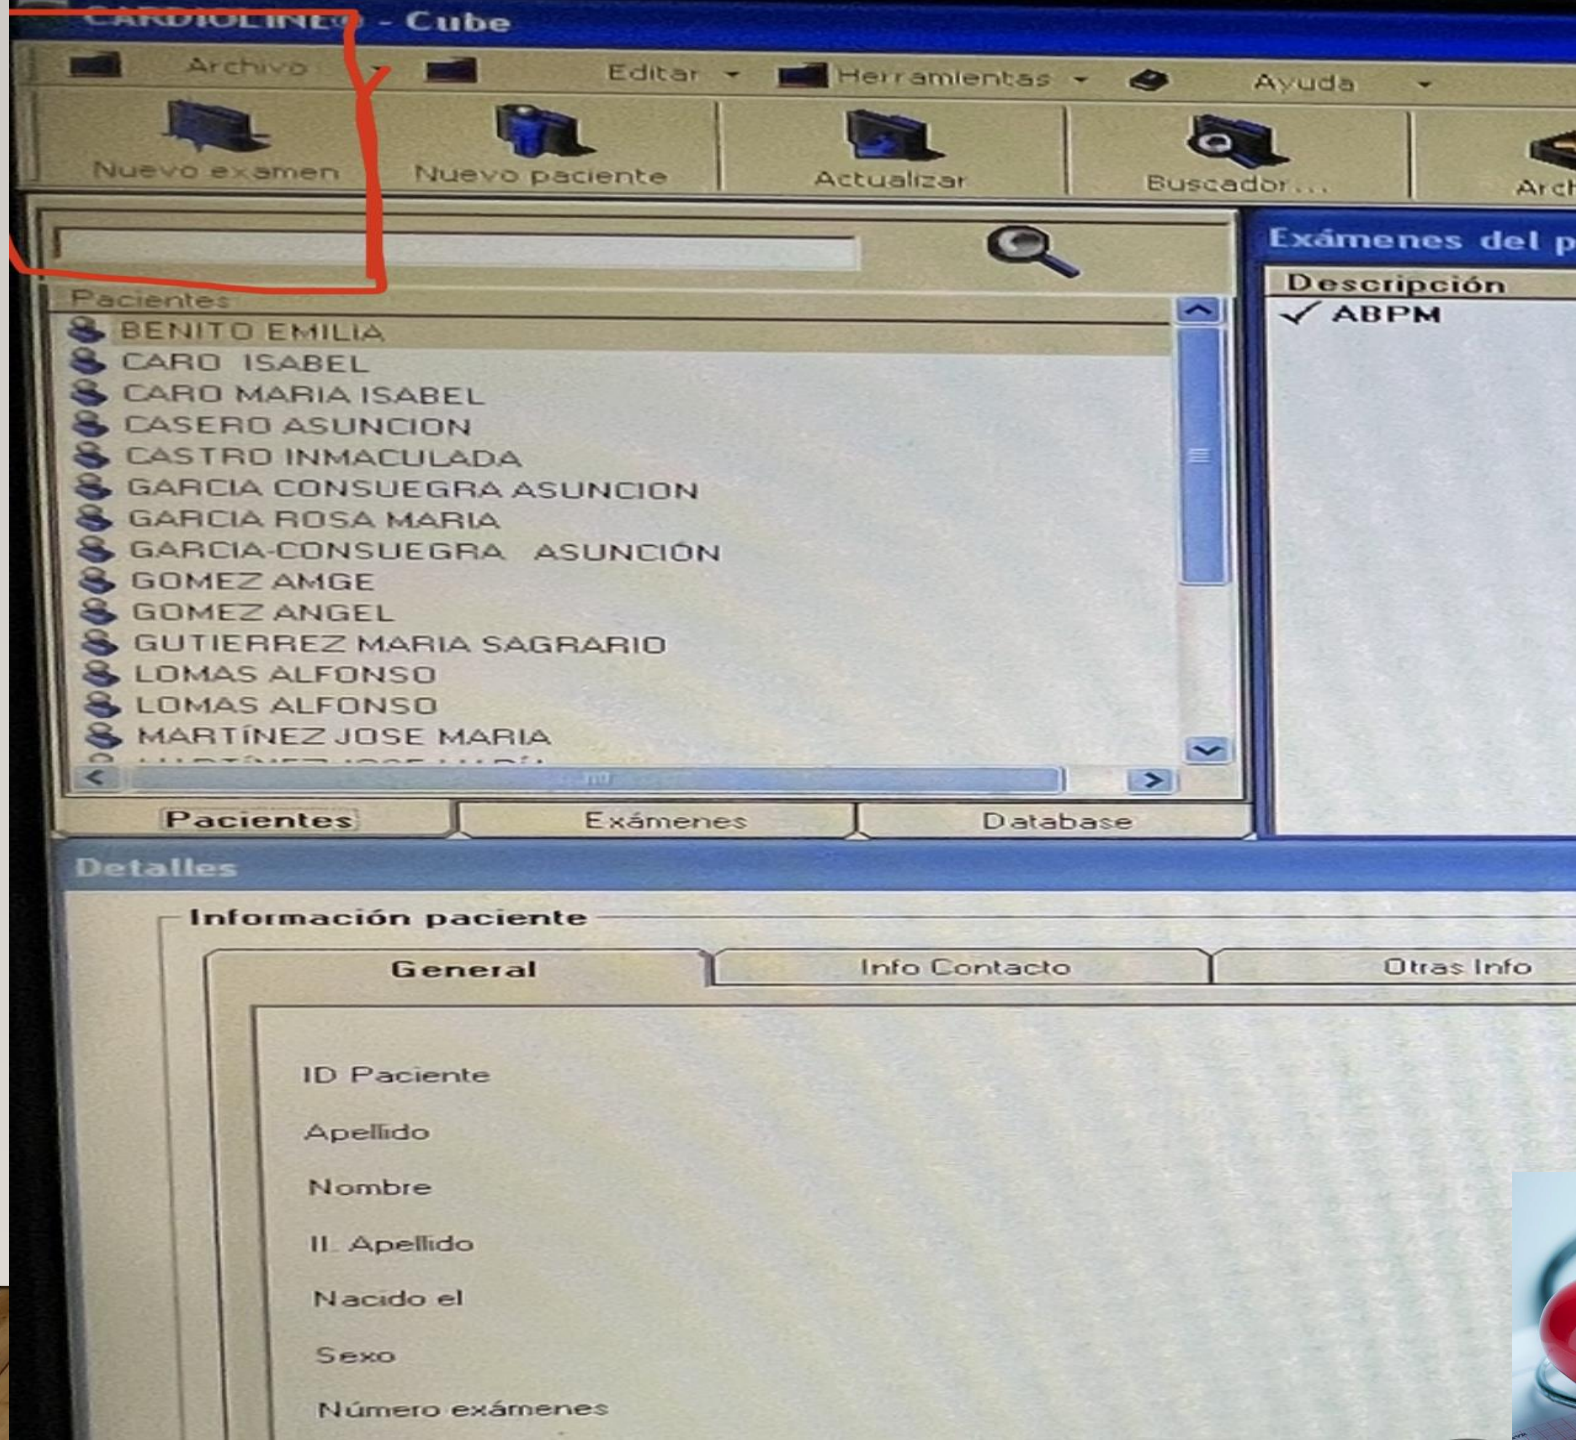 CARDIOLINE® - Cube
Archivo Editar Herramientas Ayuda
Nuevo examen Nuevo paciente Actualizar Buscador...
Exámenes del
Pacientes
Descripción
BENITO EMILIA
ABPM
CARO ISABEL
CARO MARIA ISABEL
CASERO ASUNCION
CASTRO INMACULADA
GARCIA CONSUEGRA ASUNCION
GARCIA ROSA MARIA
GARCIA-CONSUEGRA ASUNCIÓN
GOMEZ AMGE
GOMEZ ANGEL
GUTIERREZ MARIA SAGRARIO
LOMAS ALFONSO
LOMAS ALFONSO
MARTÍNEZ JOSE MARIA
Pacientes Exámenes Database
Detalles
Información paciente
General Info Contacto Otras Info
ID Paciente
Apellido
Nombre
II. Apellido
Nacido el
Sexo
Número exámenes